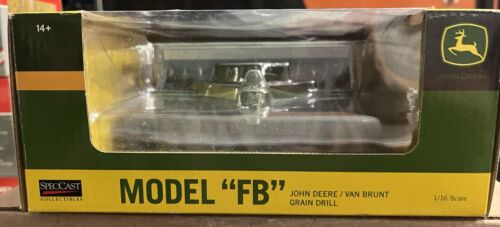 14+
JOHN DEERE
SPECCAST
COLLECTIBLES
MODEL “FB”
JOHN DEERE / VAN BRUNT
GRAIN DRILL
1/16 Scale